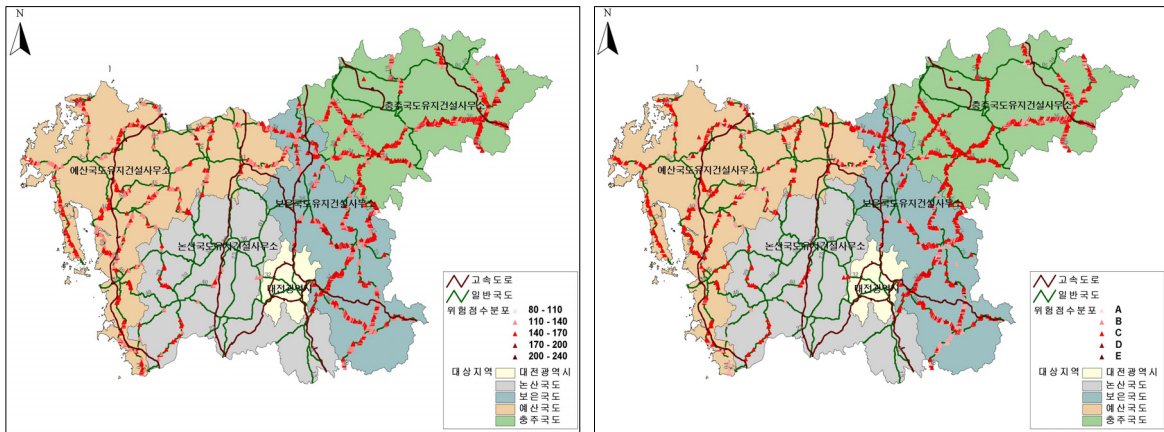 N
충주국도유지건설사무소
예산국도유지건설사무소
보은국도유지건설사무소
논산국도유지건설사무소
대전광역시
고속도로
일반국도
위험점수분포
80 - 110
110 - 140
140 - 170
170 - 200
200 - 240
대상지역
대전광역시
논산국도
보은국도
예산국도
충주국도
N
충주국도유지건설사무소
예산국도유지건설사무소
보은국도유지건설사무소
논산국도유지건설사무소
대전광역시
고속도로
일반국도
위험점수분포
A
B
C
D
E
대상지역
대전광역시
논산국도
보은국도
예산국도
충주국도